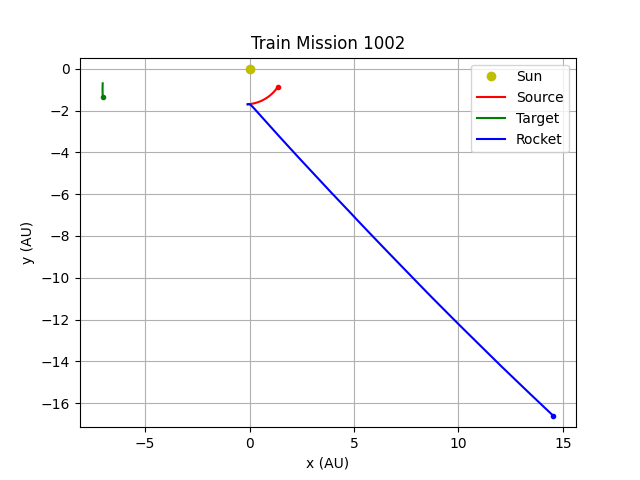 Train Mission 1002
Sun
Source
Target
Rocket
0
−2
−4
−6
−8
−10
−12
−14
−16
y (AU)
−5
0
5
10
15
x (AU)